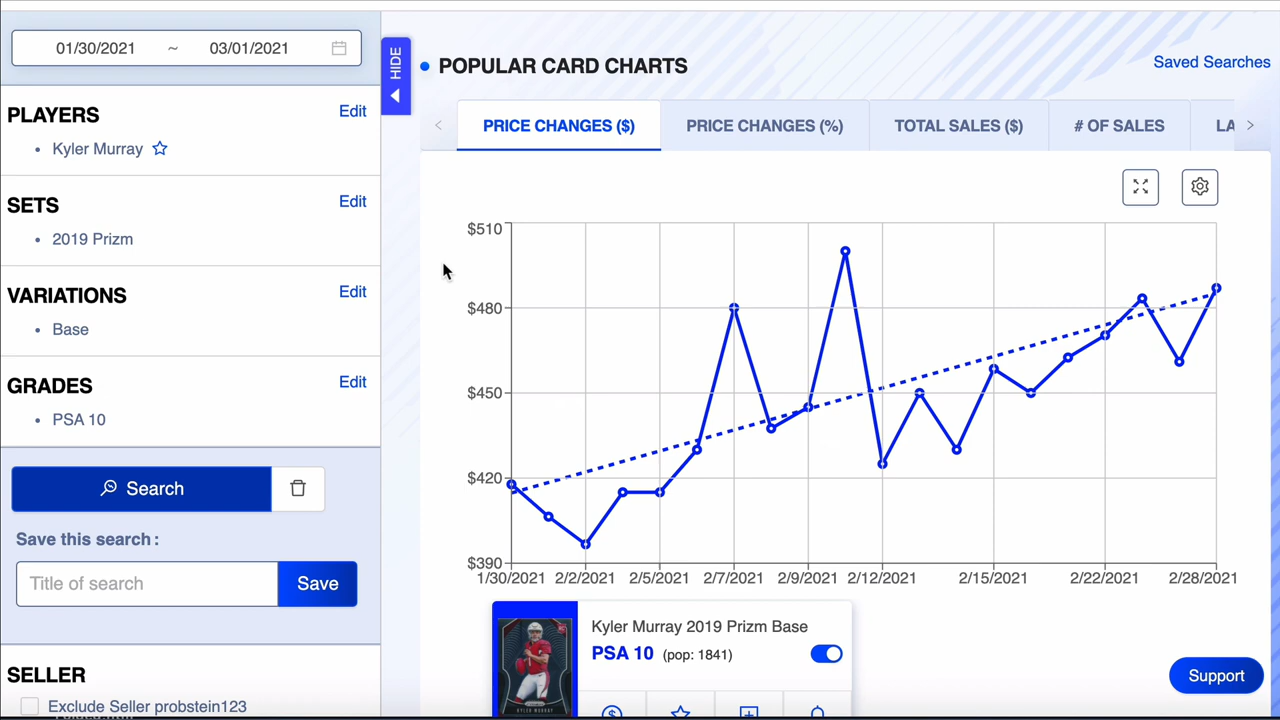 01/30/2021 ~ 03/01/2021
PLAYERS Edit
Kyler Murray
SETS Edit
2019 Prizm
VARIATIONS Edit
Base
GRADES Edit
PSA 10
Search
Save this search :
Title of search Save
SELLER
Exclude Seller probstein123
HIDE
POPULAR CARD CHARTS
Saved Searches
PRICE CHANGES ($) PRICE CHANGES (%) TOTAL SALES ($) # OF SALES LA
$510
$480
$450
$420
$390
1/30/2021 2/2/2021 2/5/2021 2/7/2021 2/9/2021 2/12/2021 2/15/2021 2/22/2021 2/28/2021
Kyler Murray 2019 Prizm Base
PSA 10 (pop: 1841)
KYLER MURRAY
Support